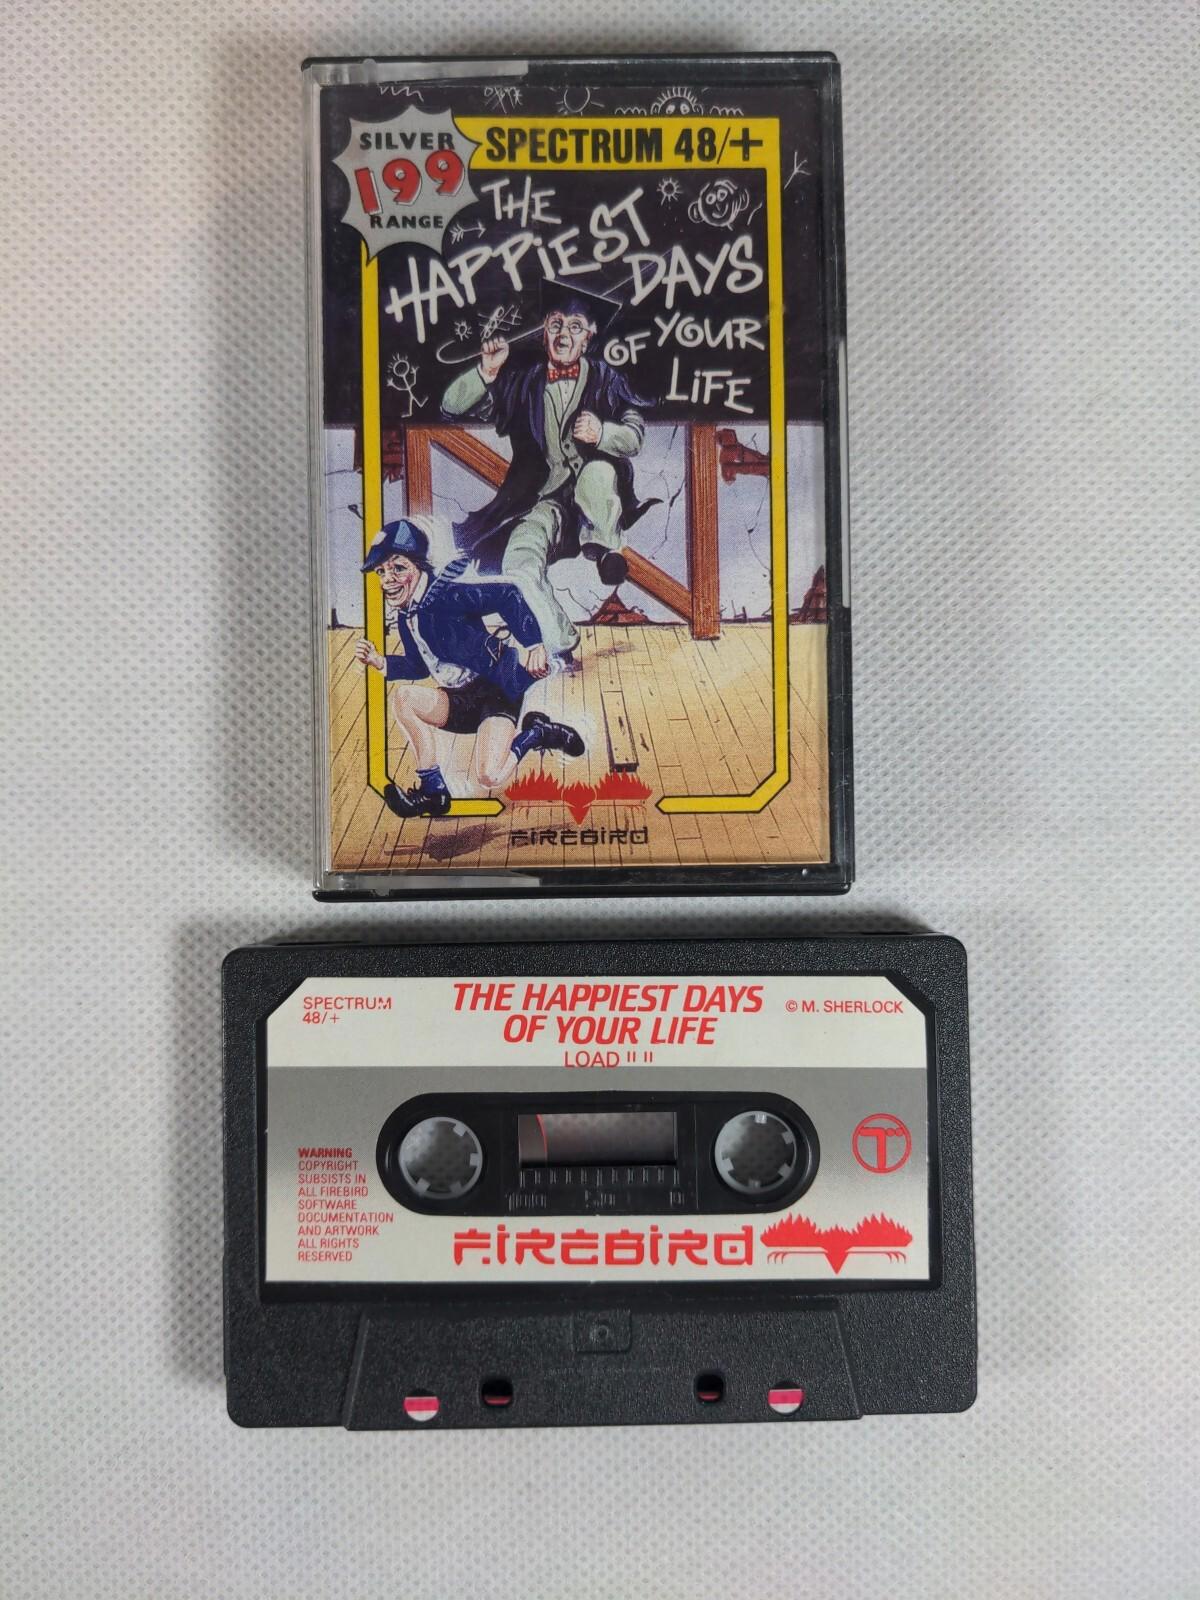 SILVER
199
RANGE
SPECTRUM 48/+
THE
HAPPIEST
DAYS
OF YOUR
LIFE
FIREBIRD
SPECTRUM
48/+
THE HAPPIEST DAYS
OF YOUR LIFE
LOAD " "
© M. SHERLOCK
WARNING
COPYRIGHT
SUBSISTS IN
ALL FIREBIRD
SOFTWARE
DOCUMENTATION
AND ARTWORK
ALL RIGHTS
RESERVED
FIREBIRD